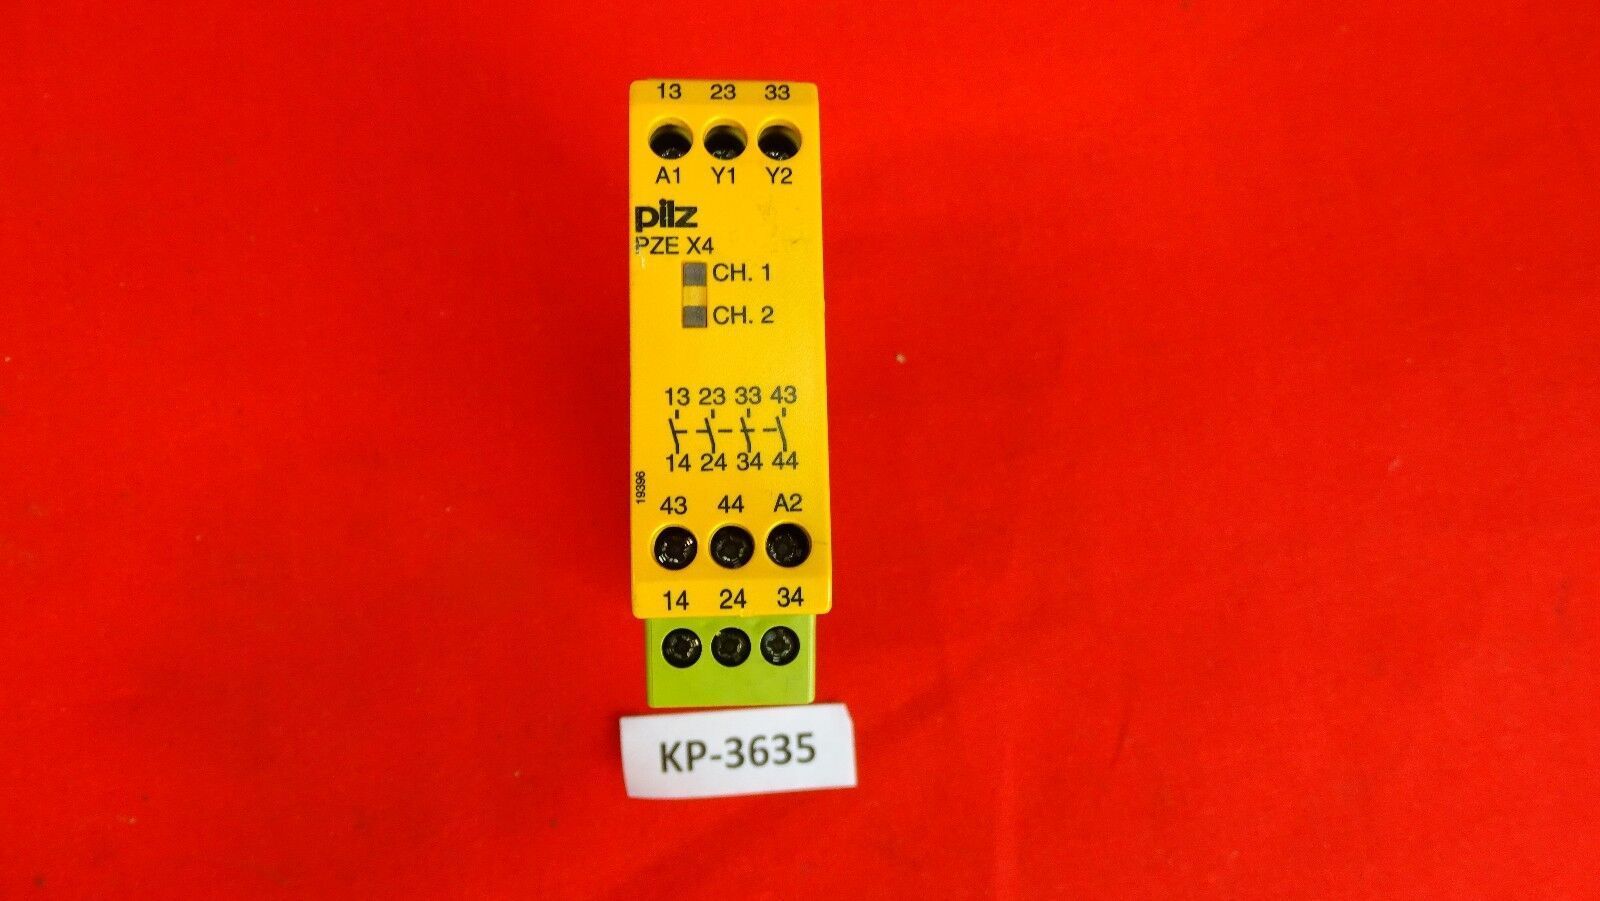 13 23 33
A1 Y1 Y2
pilz
PZE X4
CH. 1
CH. 2
13 23 33 43
14 24 34 44
19396
43 44 A2
14 24 34
KP-3635